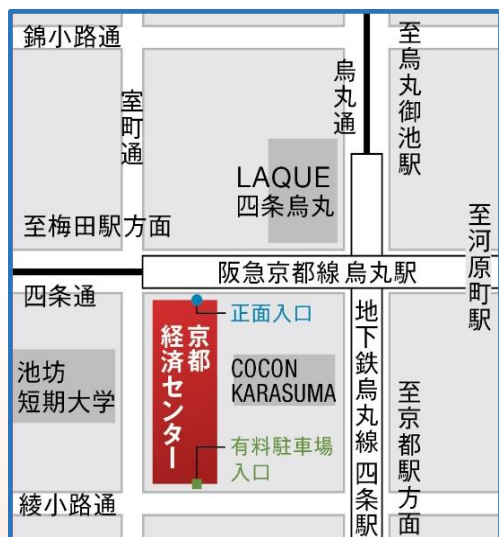 錦小路通
室町通
烏丸通
至烏丸御池駅
LAQUE
四条烏丸
至梅田駅方面
至河原町駅
阪急京都線 烏丸駅
四条通
正面入口
京都
経済センター
地下鉄烏丸線 四条駅
池坊
短期大学
COCON
KARASUMA
至京都駅方面
有料駐車場
入口
綾小路通